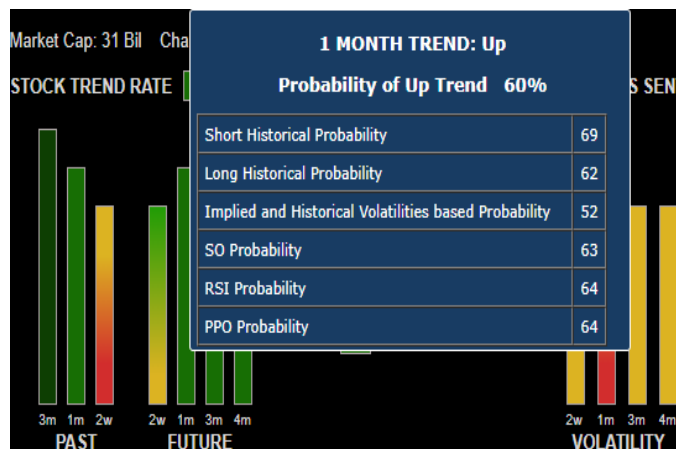 Market Cap: 31 Bil Cha
1 MONTH TREND: Up
STOCK TREND RATE
Probability of Up Trend 60%
S SEN
Short Historical Probability 69
Long Historical Probability 62
Implied and Historical Volatilities based Probability 52
SO Probability 63
RSI Probability 64
PPO Probability 64
3m 1m 2w 2w 1m 3m 4m 2w 1m 3m 4m
PAST FUTURE VOLATILITY